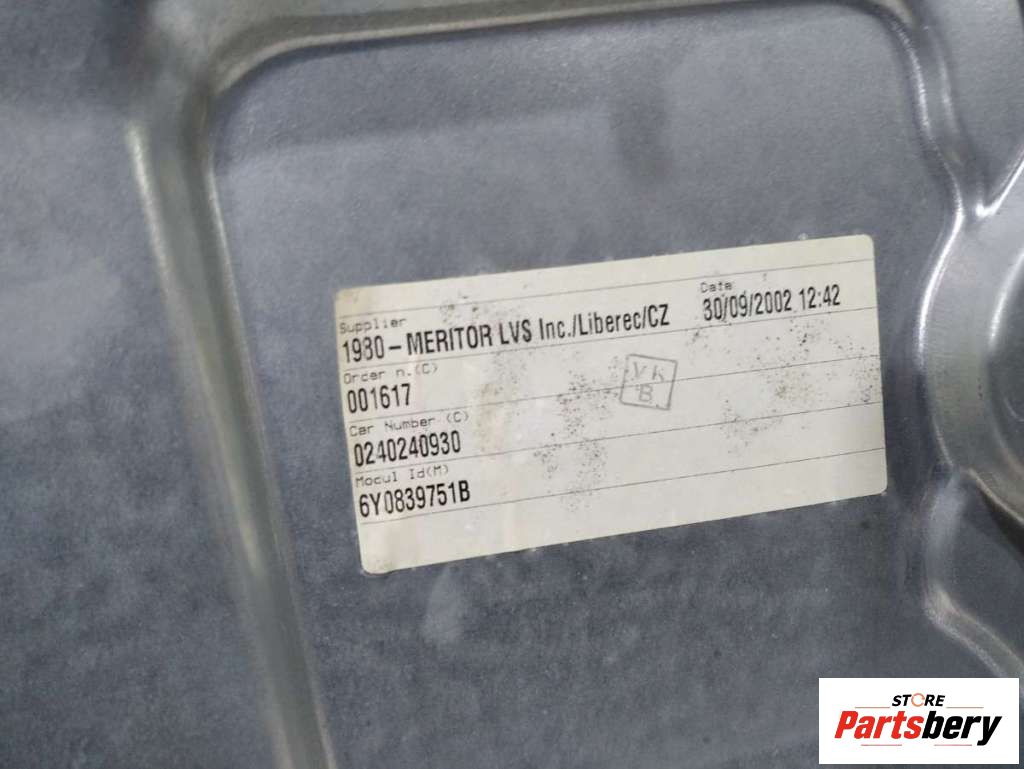 Supplier
1980-MERITOR LVS Inc./Liberec/CZ
Date
30/09/2002 12:42
Order n.(C)
001617
VK
B
Car Number (C)
0240240930
Modul Id(M)
6Y0839751B
STORE
Partsbery